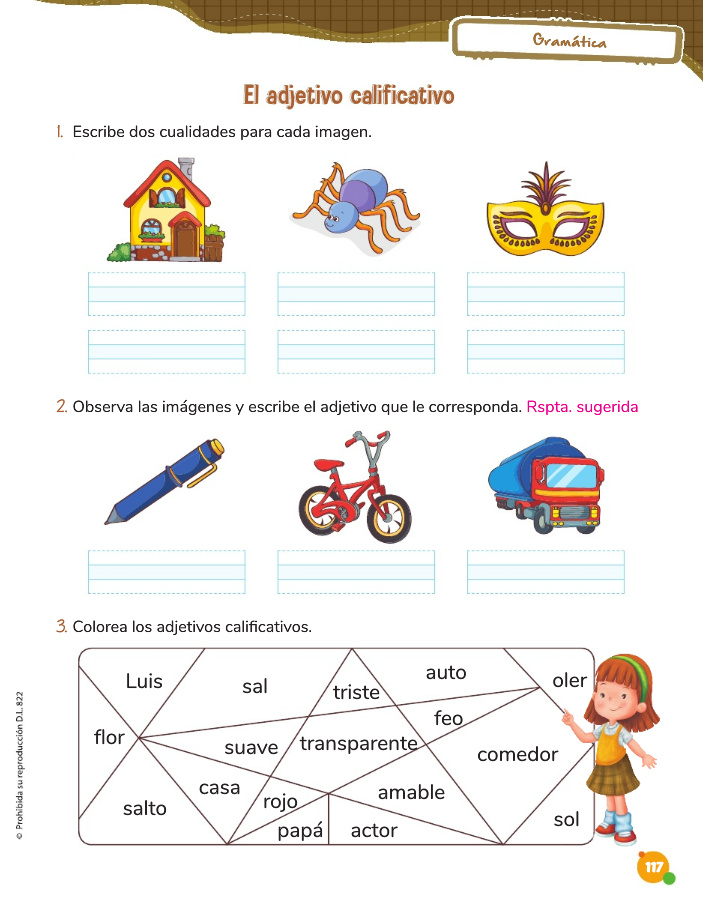 Gramática
El adjetivo calificativo
1. Escribe dos cualidades para cada imagen.
2. Observa las imágenes y escribe el adjetivo que le corresponda. Rspta. sugerida
3. Colorea los adjetivos calificativos.
Luis
sal
triste
auto
oler
flor
suave
transparente
feo
comedor
casa
salto
rojo
amable
papá
actor
sol
© Prohibida su reproducción D.L. 822
117